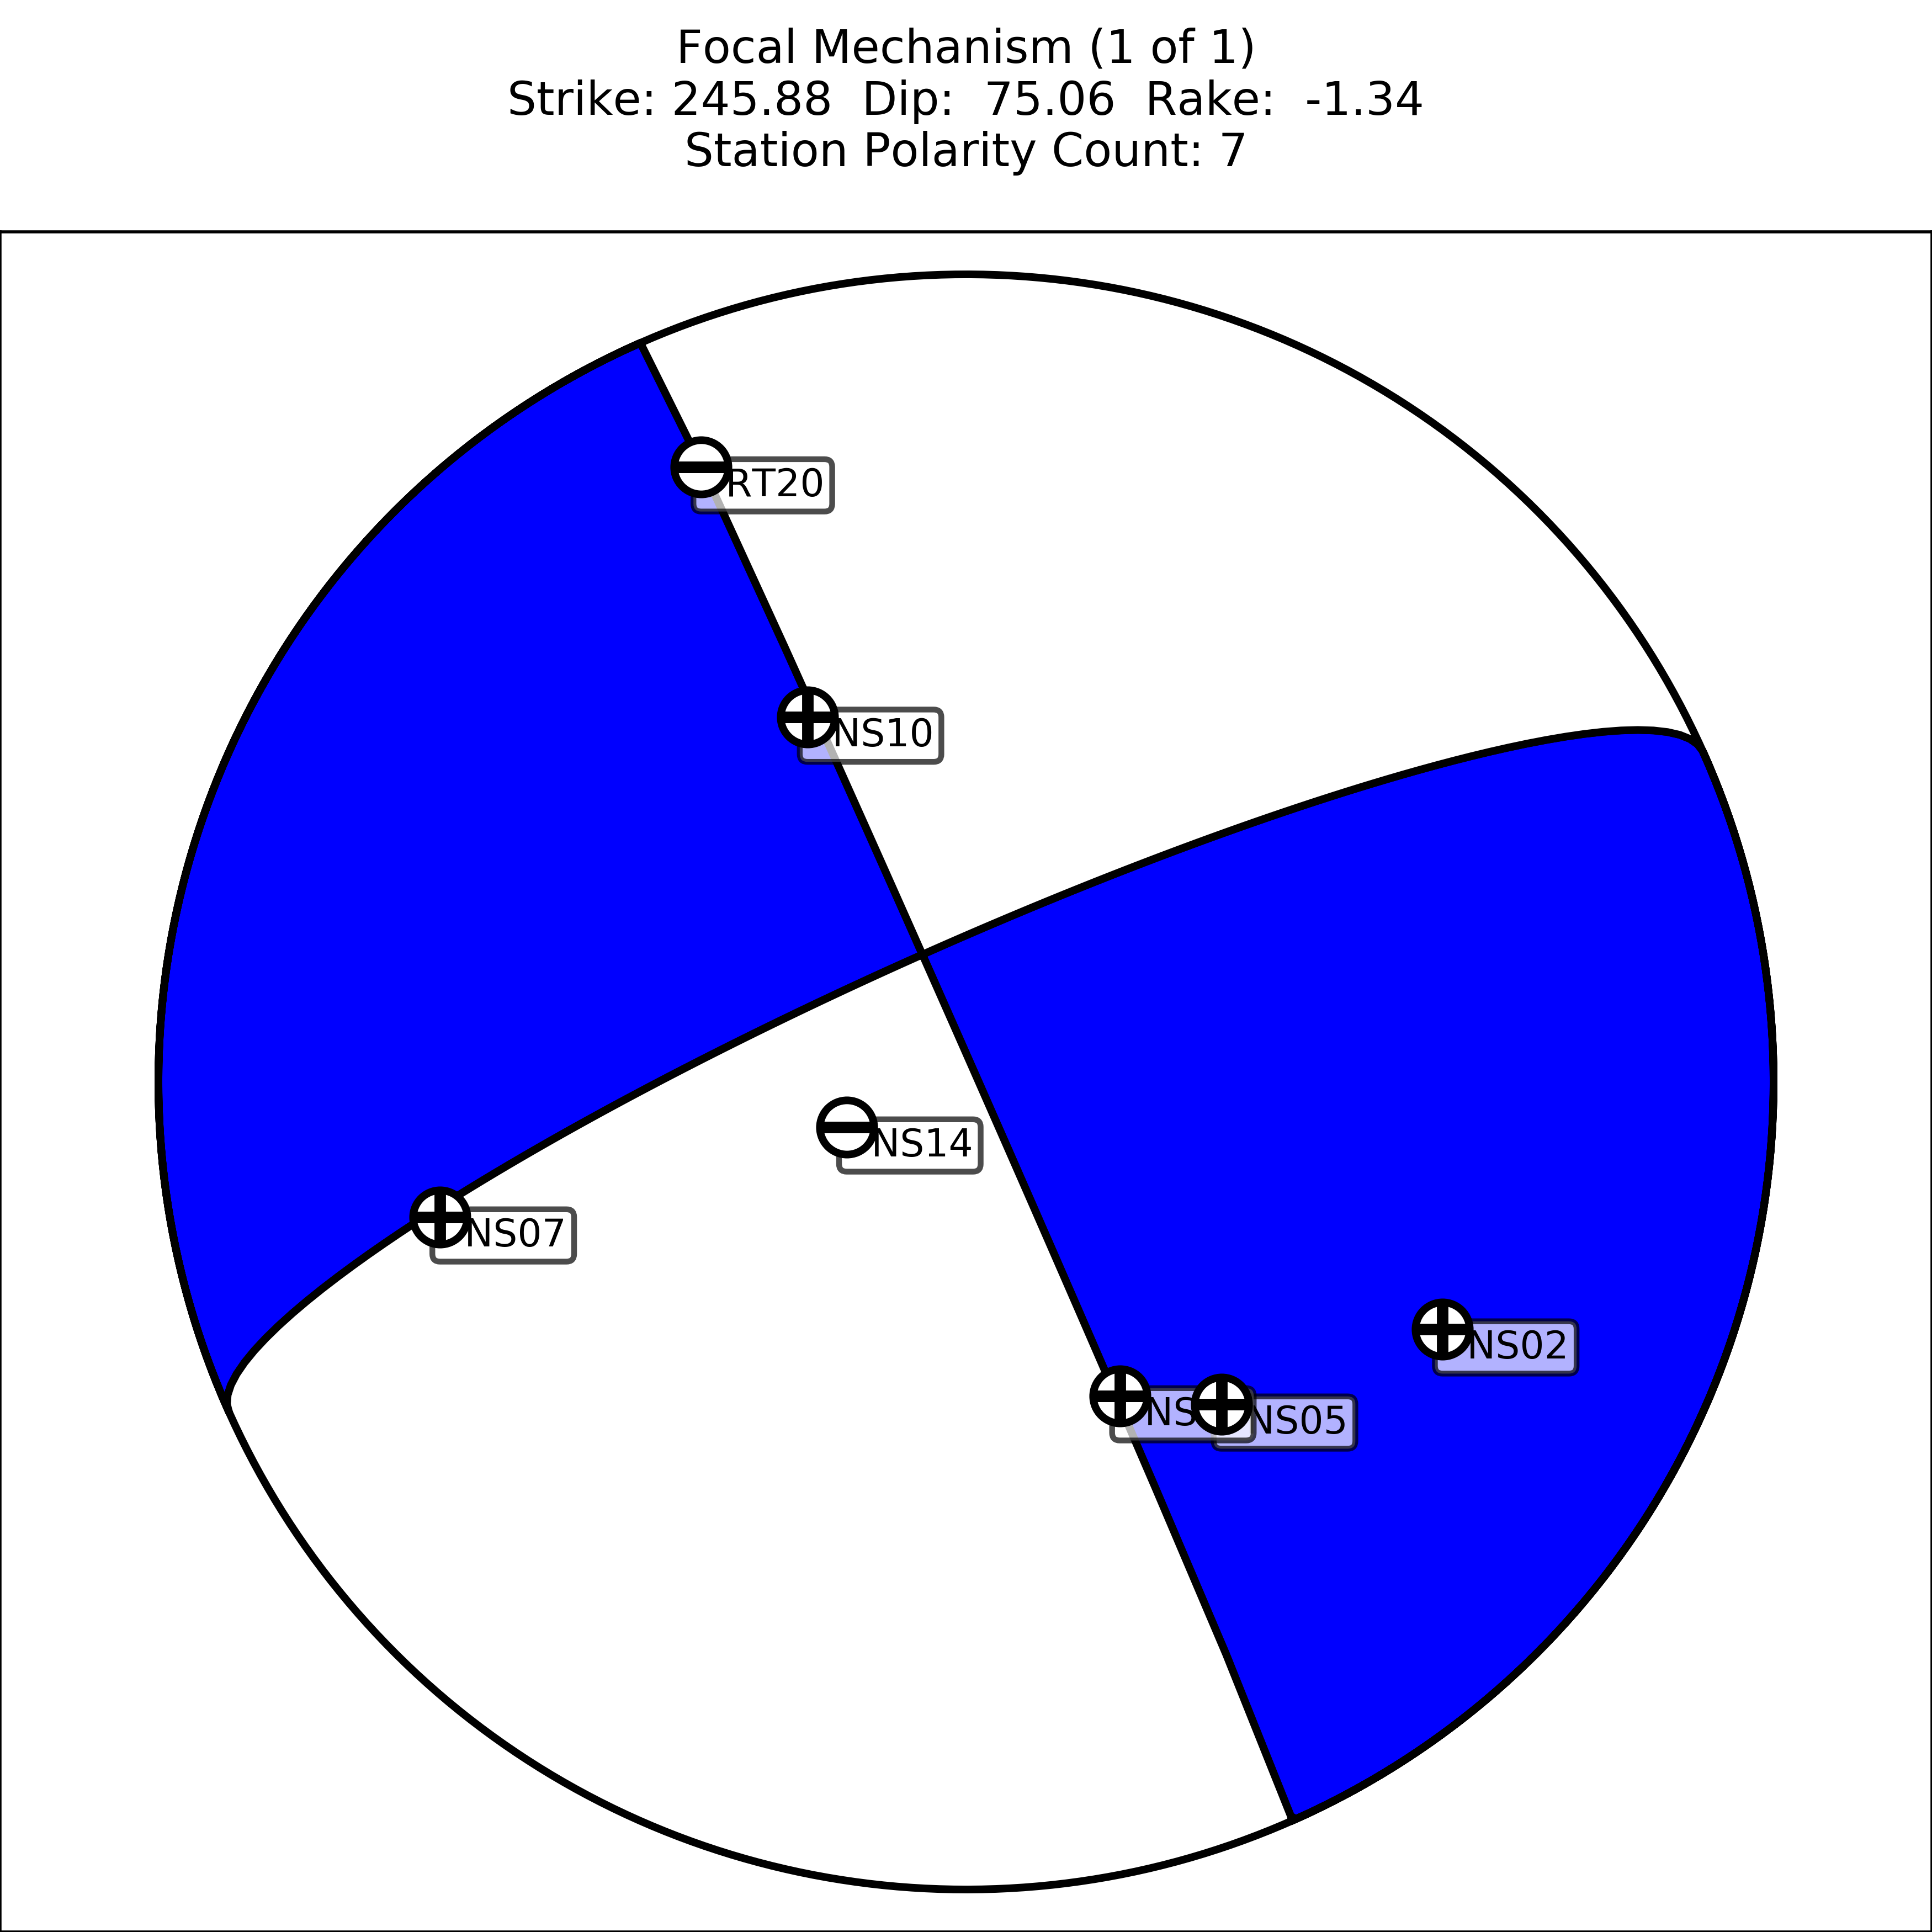 Focal Mechanism (1 of 1)
Strike: 245.88 Dip: 75.06 Rake: -1.34
Station Polarity Count: 7
RT20
NS10
NS14
NS07
NS02
NS05